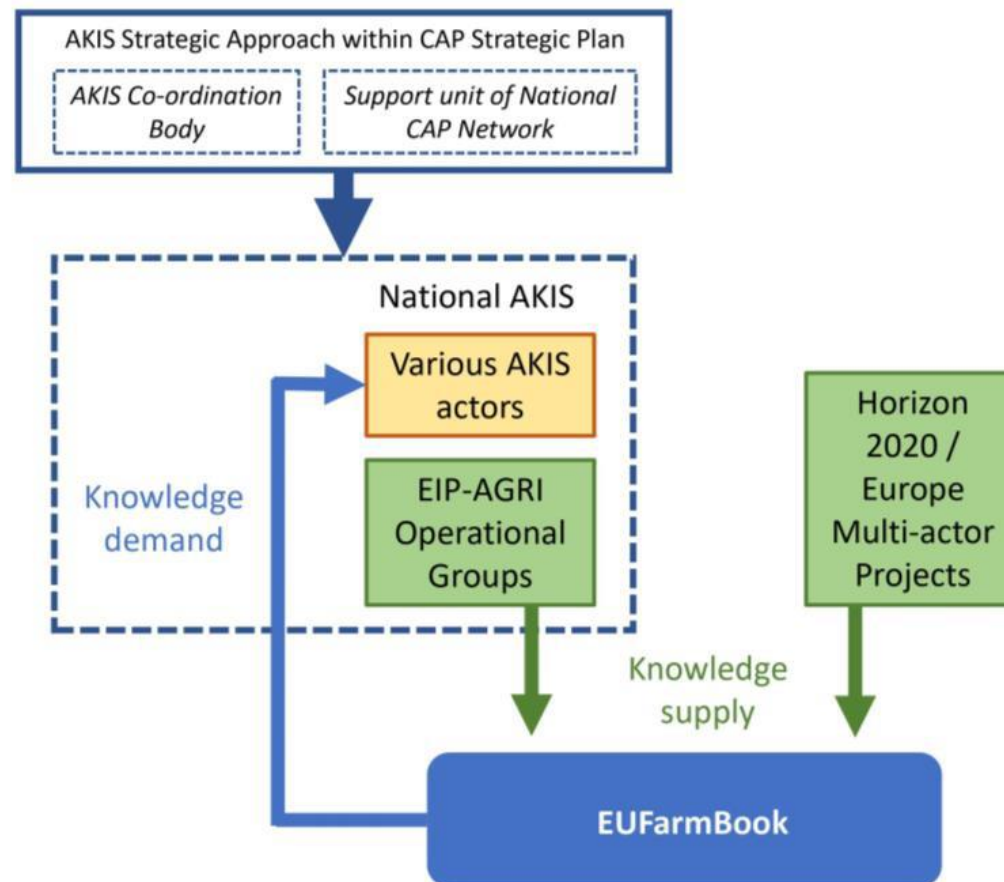 AKIS Strategic Approach within CAP Strategic Plan
AKIS Co-ordination
Body
Support unit of National
CAP Network
National AKIS
Various AKIS
actors
Knowledge
demand
EIP-AGRI
Operational
Groups
Horizon
2020 /
Europe
Multi-actor
Projects
Knowledge
supply
EUFarmBook